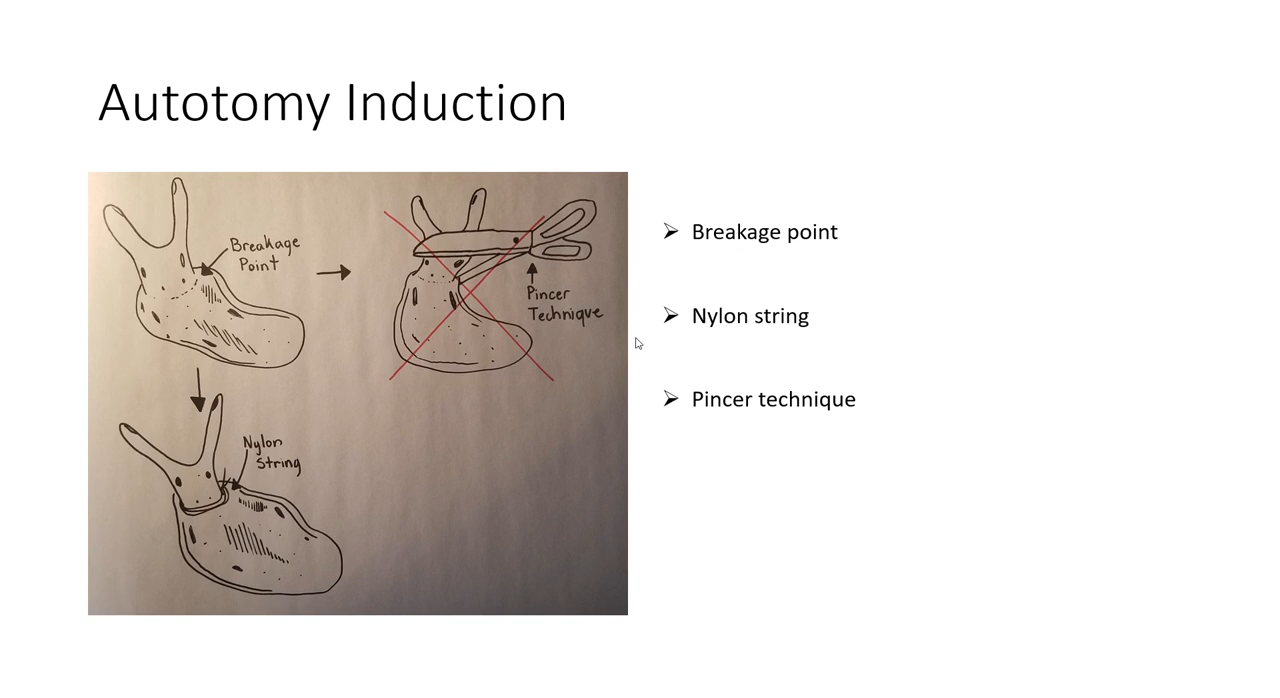 Autotomy Induction
Breakage
Point
Pincer
Technique
Nylon
String
Breakage point
Nylon string
Pincer technique